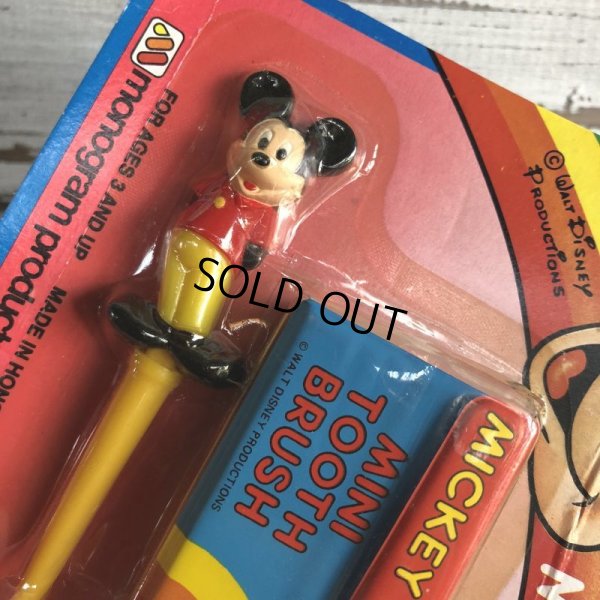 monogram product
FOR AGES 3 AND UP
MADE IN HON
© WALT DISNEY
PRODUCTIONS
SOLD OUT
MINI
TOOTH
BRUSH
© WALT DISNEY PRODUCTIONS
MICKEY